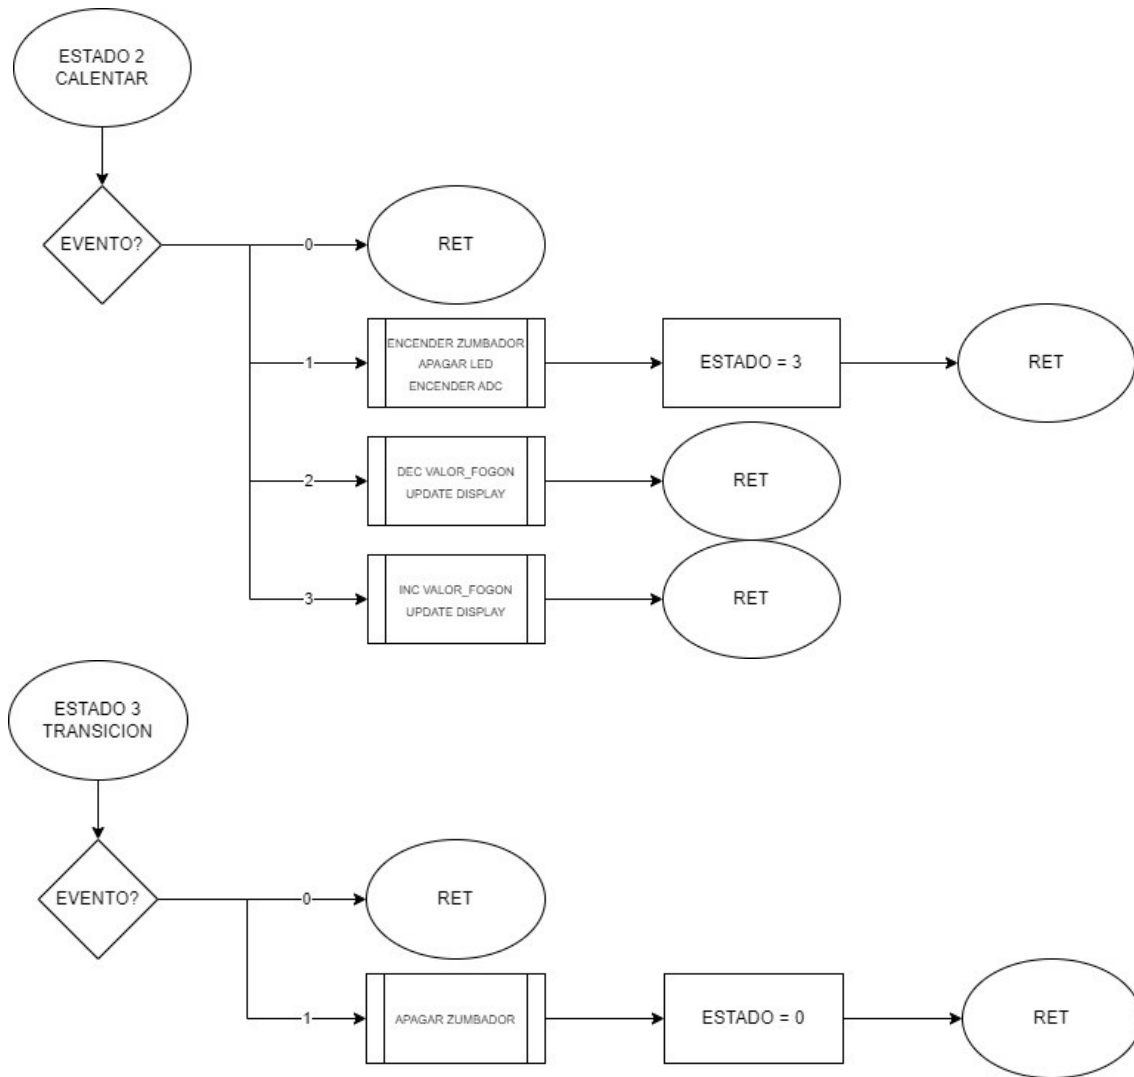 ESTADO 2
CALENTAR
EVENTO?
0
RET
1
ENCENDER ZUMBADOR
APAGAR LED
ENCENDER ADC
ESTADO = 3
RET
2
DEC VALOR_FOGON
UPDATE DISPLAY
RET
3
INC VALOR_FOGON
UPDATE DISPLAY
RET
ESTADO 3
TRANSICION
EVENTO?
0
RET
1
APAGAR ZUMBADOR
ESTADO = 0
RET